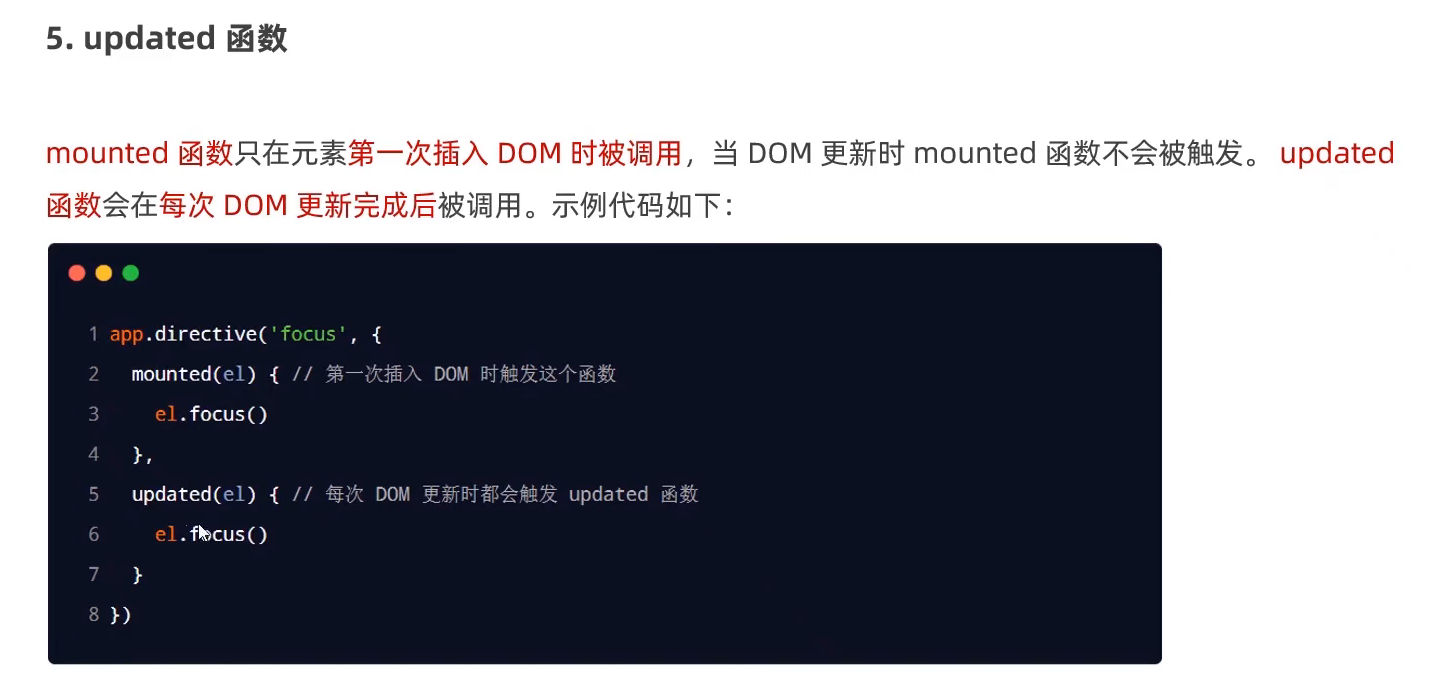 5. updated 函数
mounted 函数只在元素第一次插入 DOM 时被调用，当 DOM 更新时 mounted 函数不会被触发。 updated
函数会在每次 DOM 更新完成后被调用。示例代码如下：
1 app.directive('focus', {
2   mounted(el) { // 第一次插入 DOM 时触发这个函数
3     el.focus()
4   },
5   updated(el) { // 每次 DOM 更新时都会触发 updated 函数
6     el.focus()
7   }
8 })